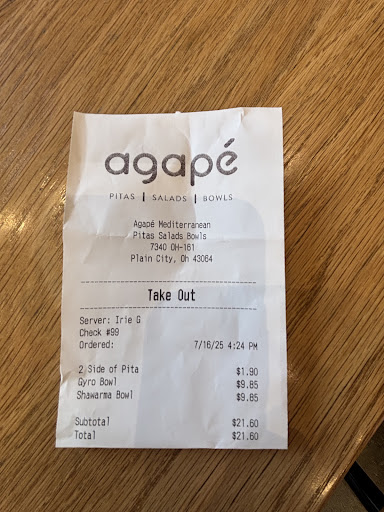 agapé
PITAS | SALADS | BOWLS
Agapé Mediterranean
Pitas Salads Bowls
7340 OH-161
Plain City, Oh 43064
Take Out
Server: Irie G
Check #99
Ordered: 7/16/25 4:24 PM
2 Side of Pita $1.90
Gyro Bowl $9.85
Shawarma Bowl $9.85
Subtotal $21.60
Total $21.60